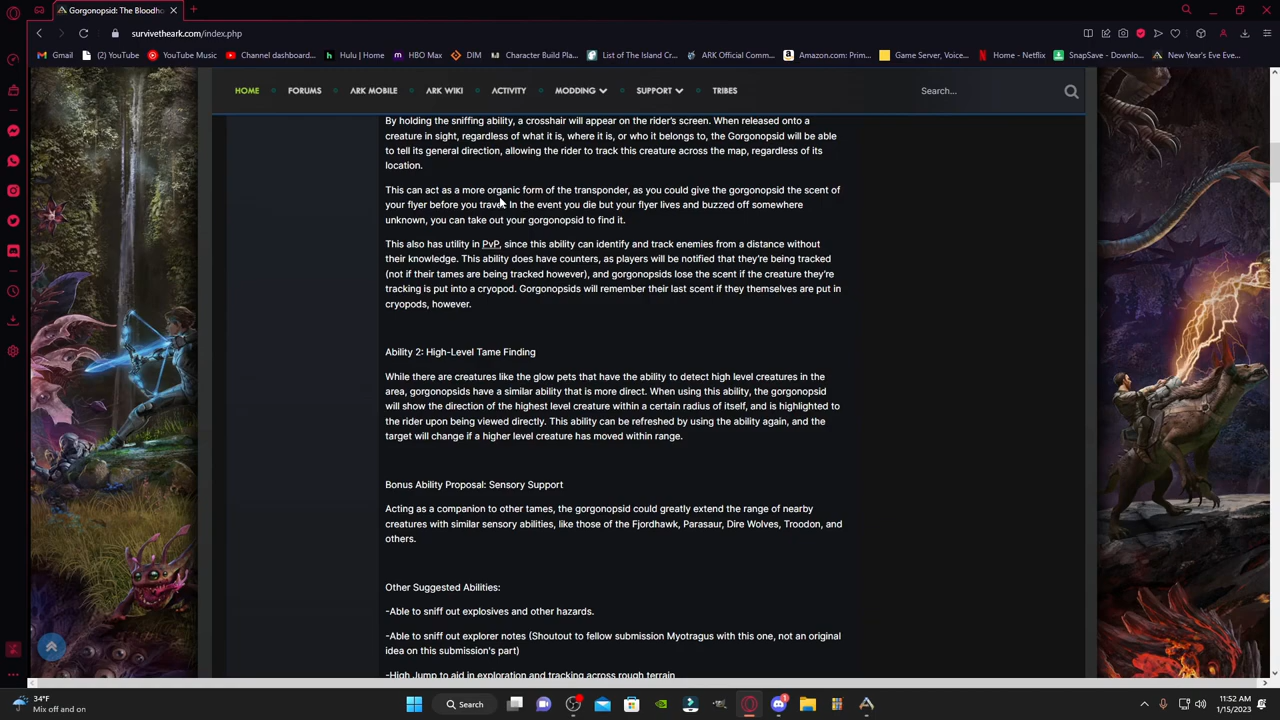 Gorgonopsid: The Bloodho
survivetheark.com/index.php
Gmail
(2) YouTube
YouTube Music
Channel dashboard...
Hulu | Home
HBO Max
DIM
Character Build Pla...
List of The Island Cr...
ARK Official Comm...
Amazon.com: Prim...
Game Server, Voice...
Home - Netflix
SnapSave - Downlo...
New Year's Eve Eve...
HOME
FORUMS
ARK MOBILE
ARK WIKI
ACTIVITY
MODDING
SUPPORT
TRIBES
Search...
By holding the sniffing ability, a crosshair will appear on the rider's screen. When released onto a
creature in sight, regardless of what it is, where it is, or who it belongs to, the Gorgonopsid will be able
to tell its general direction, allowing the rider to track this creature across the map, regardless of its
location.
This can act as a more organic form of the transponder, as you could give the gorgonopsid the scent of
your flyer before you travel. In the event you die but your flyer lives and buzzed off somewhere
unknown, you can take out your gorgonopsid to find it.
This also has utility in PvP, since this ability can identify and track enemies from a distance without
their knowledge. This ability does have counters, as players will be notified that they're being tracked
(not if their tames are being tracked however), and gorgonopsids lose the scent if the creature they're
tracking is put into a cryopod. Gorgonopsids will remember their last scent if they themselves are put in
cryopods, however.
Ability 2: High-Level Tame Finding
While there are creatures like the glow pets that have the ability to detect high level creatures in the
area, gorgonopsids have a similar ability that is more direct. When using this ability, the gorgonopsid
will show the direction of the highest level creature within a certain radius of itself, and is highlighted to
the rider upon being viewed directly. This ability can be refreshed by using the ability again, and the
target will change if a higher level creature has moved within range.
Bonus Ability Proposal: Sensory Support
Acting as a companion to other tames, the gorgonopsid could greatly extend the range of nearby
creatures with similar sensory abilities, like those of the Fjordhawk, Parasaur, Dire Wolves, Troodon, and
others.
Other Suggested Abilities:
-Able to sniff out explosives and other hazards.
-Able to sniff out explorer notes (Shoutout to fellow submission Myotragus with this one, not an original
idea on this submission's part)
-High Jump to aid in exploration and tracking across rough terrain
34°F
Mix off and on
Search
1
11:52 AM
1/15/2023